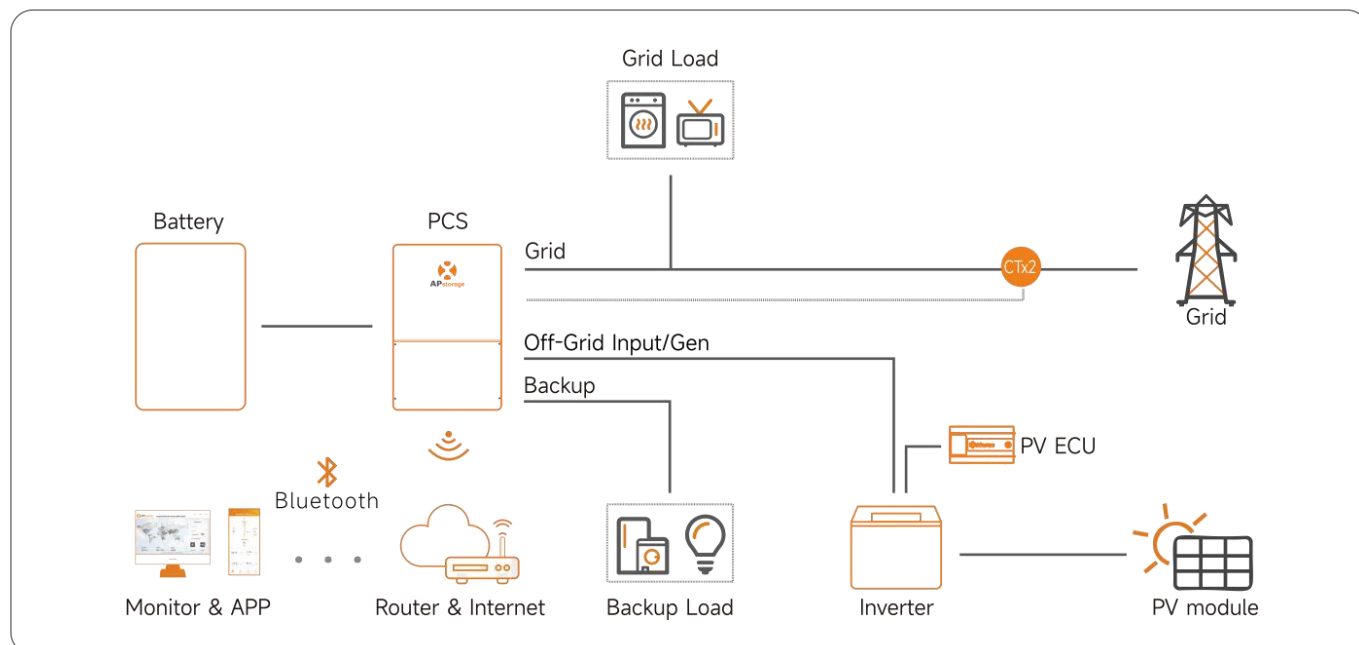 Grid Load
Battery
PCS
Grid
APstorage
CTx2
Grid
Off-Grid Input/Gen
Backup
PV ECU
Bluetooth
Monitor & APP
Router & Internet
Backup Load
Inverter
PV module